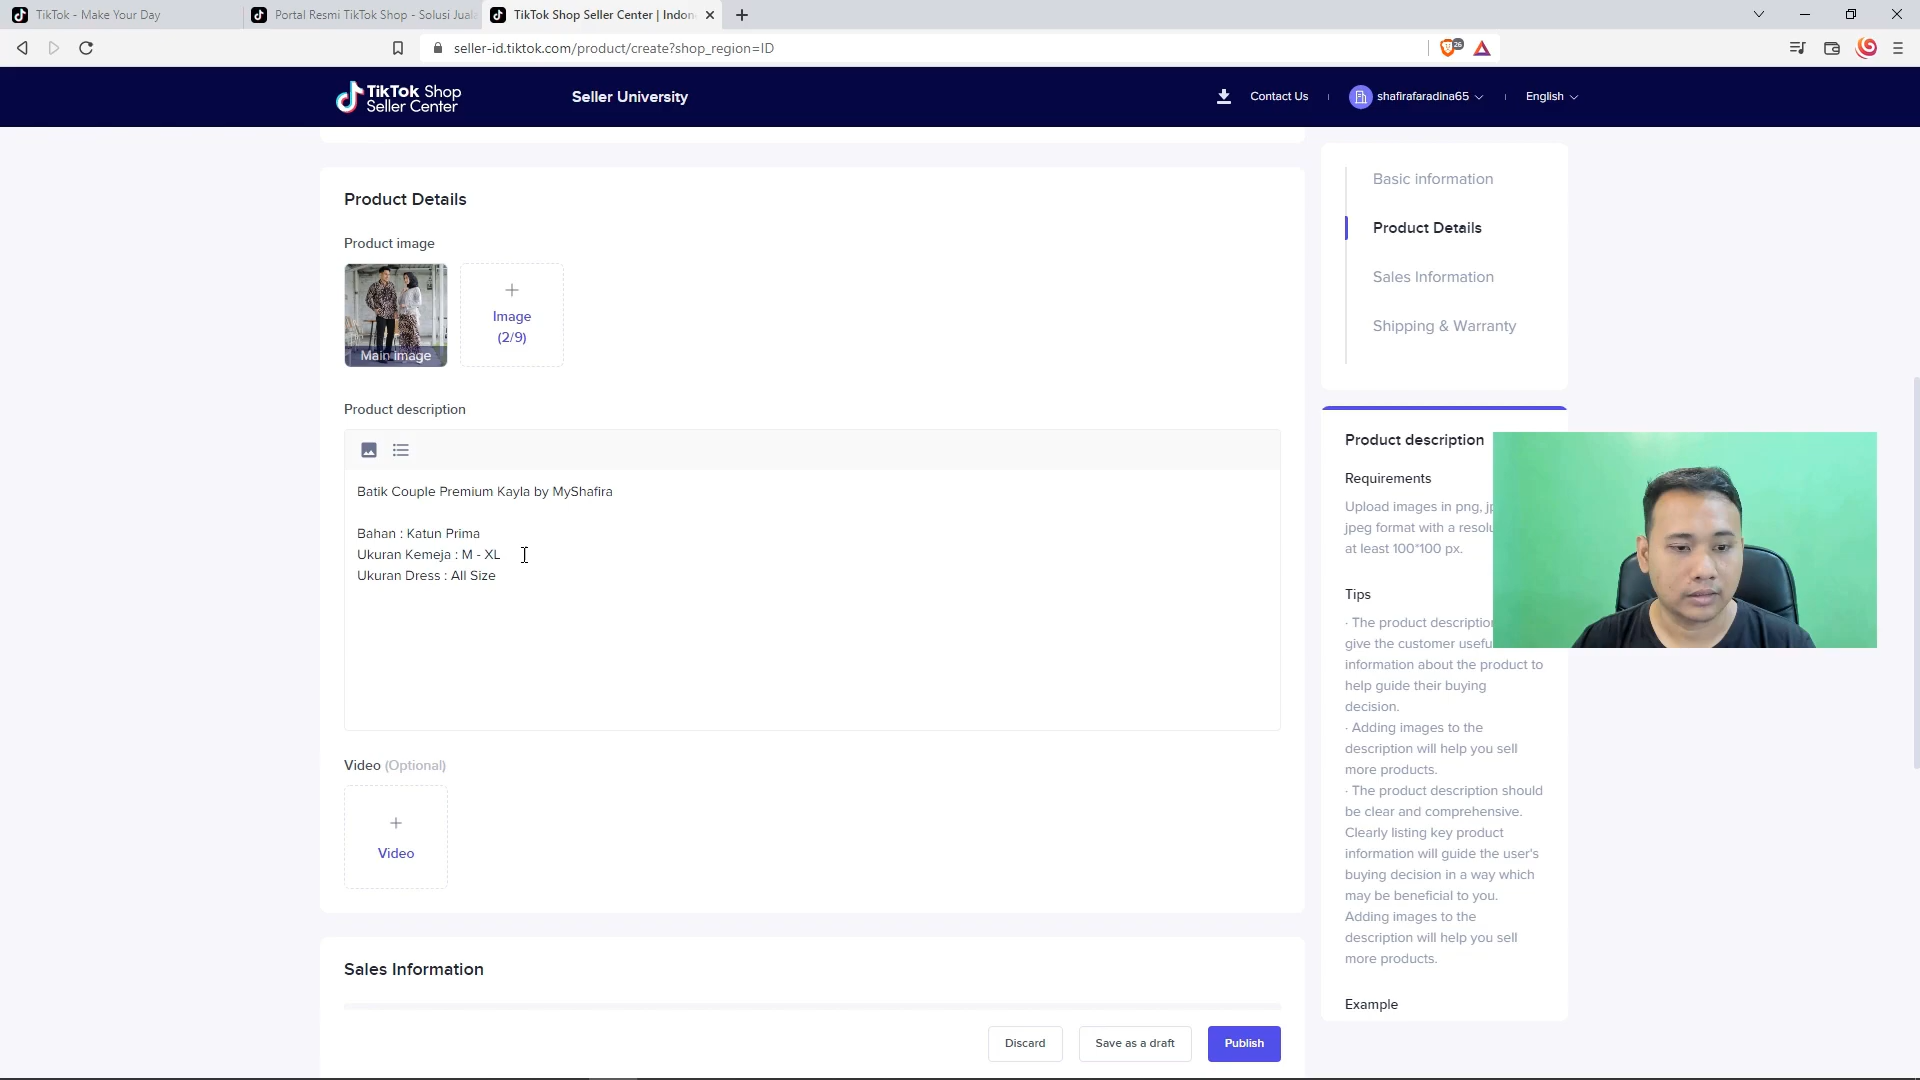 TikTok - Make Your Day
Portal Resmi TikTok Shop - Solusi Jual
TikTok Shop Seller Center | Indon
seller-id.tiktok.com/product/create?shop_region=ID
26
TikTok Shop
Seller Center
Seller University
Contact Us
shafirafaradina65
English
Product Details
Product image
Main image
Image
(2/9)
Product description
Batik Couple Premium Kayla by MyShafira
Bahan : Katun Prima
Ukuran Kemeja : M - XL
Ukuran Dress : All Size
Video (Optional)
Video
Sales Information
Discard
Save as a draft
Publish
Basic information
Product Details
Sales Information
Shipping & Warranty
Product description
Requirements
Upload images in png, jp
jpeg format with a resolu
at least 100*100 px.
Tips
· The product description
give the customer usefu
information about the product to
help guide their buying
decision.
· Adding images to the
description will help you sell
more products.
· The product description should
be clear and comprehensive.
Clearly listing key product
information will guide the user's
buying decision in a way which
may be beneficial to you.
Adding images to the
description will help you sell
more products.
Example